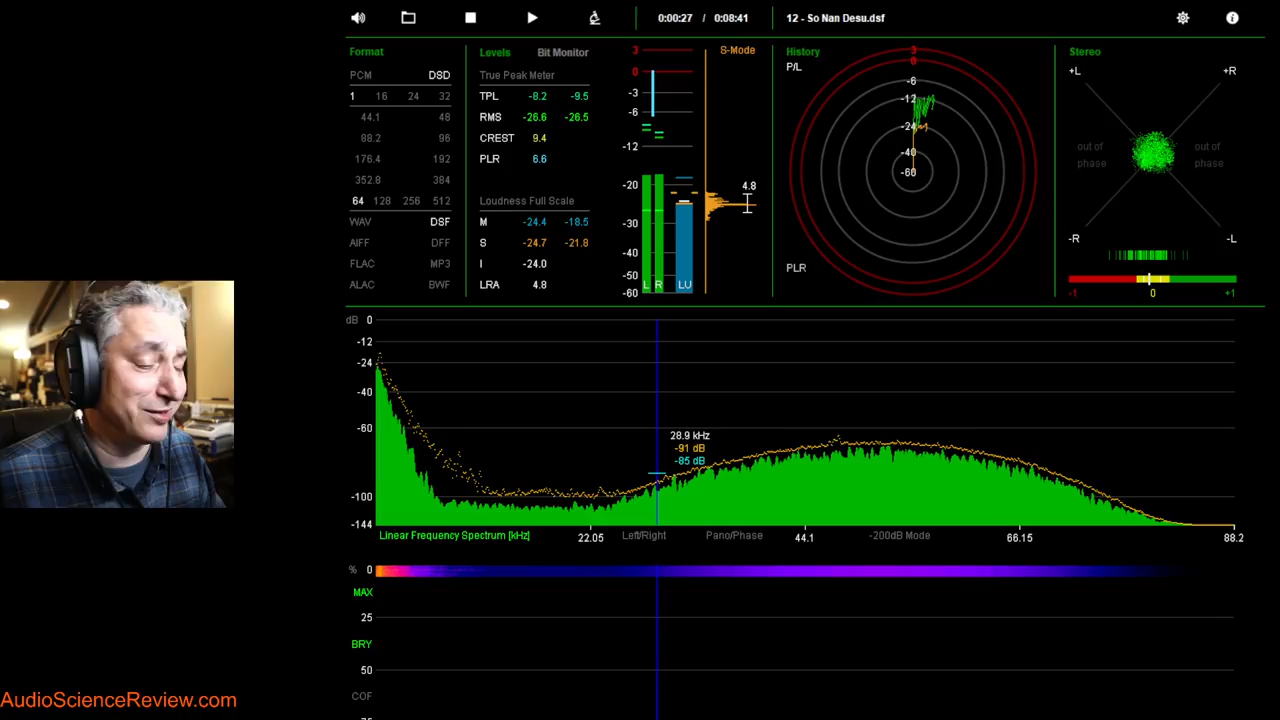 0:00:27 / 0:08:41
12 - So Nan Desu.dsf
Format
PCM DSD
1 16 24 32
44.1 48
88.2 96
176.4 192
352.8 384
64 128 256 512
WAV DSF
AIFF DFF
FLAC MP3
ALAC BWF
Levels Bit Monitor
True Peak Meter
TPL -8.2 -9.5
RMS -26.6 -26.5
CREST 9.4
PLR 6.6
Loudness Full Scale
M -24.4 -18.5
S -24.7 -21.8
I -24.0
LRA 4.8
3
0
-3
-6
-12
-20
-30
-40
-50
-60
L R LU
S-Mode
4.8
History
P/L
3
0
-6
-12
-24
-40
-60
PLR
Stereo
+L +R
out of phase
out of phase
-R -L
-1 0 +1
dB 0
-12
-24
-40
-60
-100
-144
28.9 kHz
-91 dB
-85 dB
Linear Frequency Spectrum [kHz] 22.05 Left/Right Pano/Phase 44.1 -200dB Mode 66.15 88.2
% 0
MAX
25
BRY
50
COF
75
AudioScienceReview.com